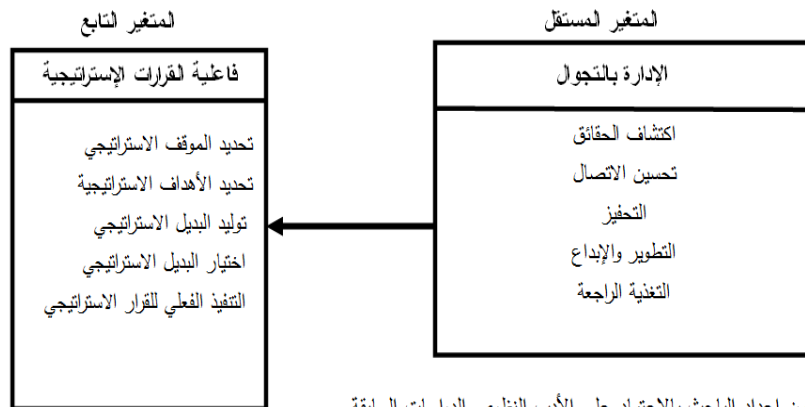 المتغير المستقل
المتغير التابع
الإدارة بالتجوال
اكتشاف الحقائق
تحسين الاتصال
التحفيز
التطوير والإبداع
التغذية الراجعة
فاعلية القرارات الإستراتيجية
تحديد الموقف الاستراتيجي
تحديد الأهداف الاستراتيجية
توليد البديل الاستراتيجي
اختيار البديل الاستراتيجي
التنفيذ الفعلي للقرار الاستراتيجي